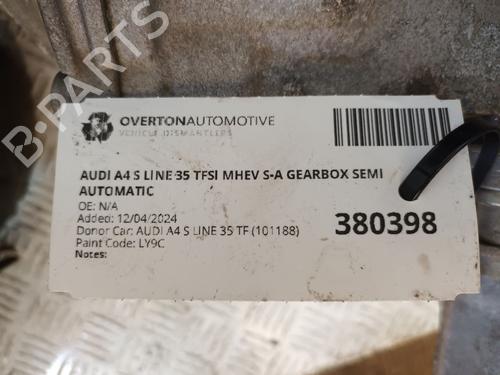 OVERTONAUTOMOTIVE
VEHICLE DISMANTLERS
AUDI A4 S LINE 35 TFSI MHEV S-A GEARBOX SEMI
AUTOMATIC
OE: N/A
Added: 12/04/2024
Donor Car: AUDI A4 S LINE 35 TF (101188)
Paint Code: LY9C
Notes:
380398
B-PARTS